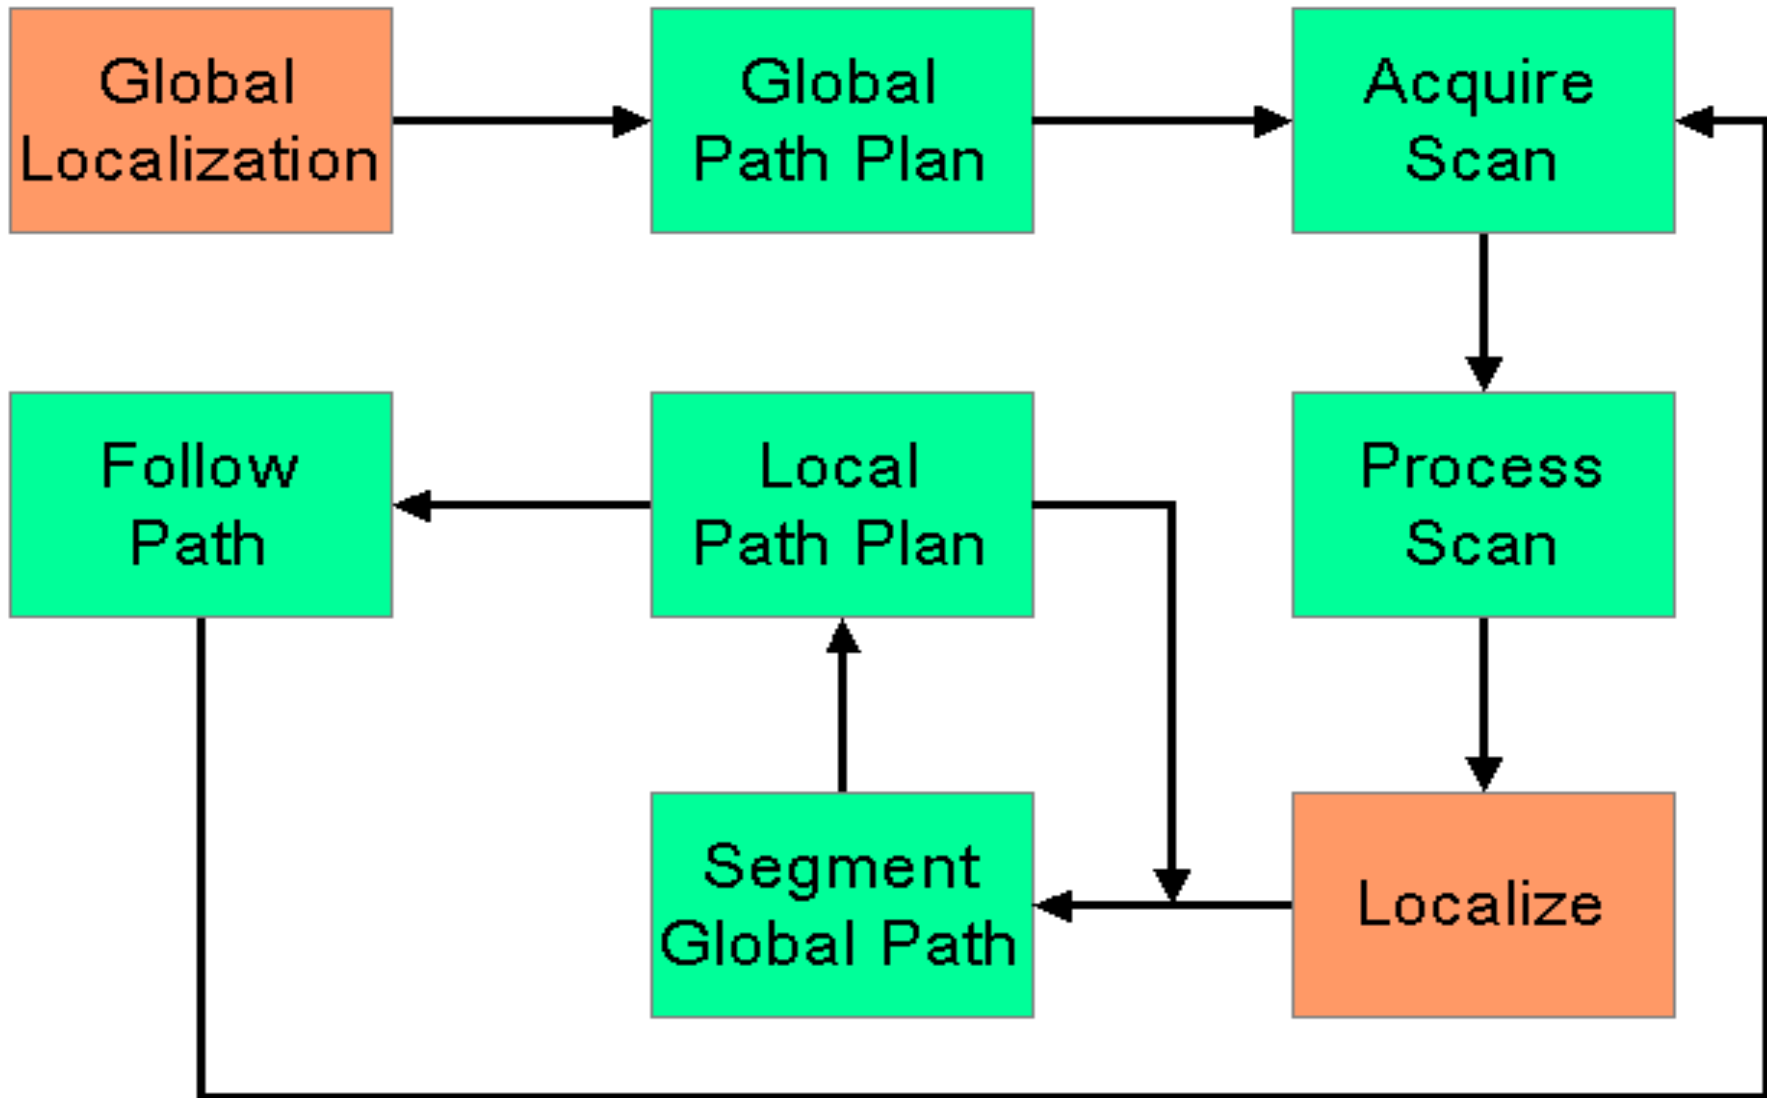 Global
Localization
Global
Path Plan
Acquire
Scan
Follow
Path
Local
Path Plan
Process
Scan
Segment
Global Path
Localize